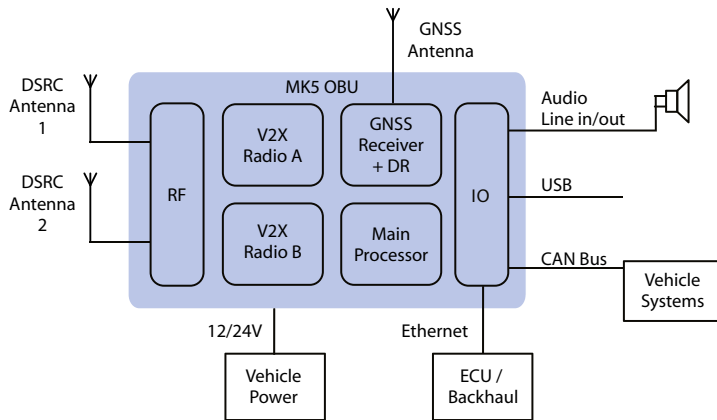 GNSS
Antenna
DSRC
Antenna
1
DSRC
Antenna
2
MK5 OBU
RF
V2X
Radio A
GNSS
Receiver
+ DR
V2X
Radio B
Main
Processor
IO
Audio
Line in/out
USB
CAN Bus
Vehicle
Systems
12/24V
Ethernet
Vehicle
Power
ECU /
Backhaul